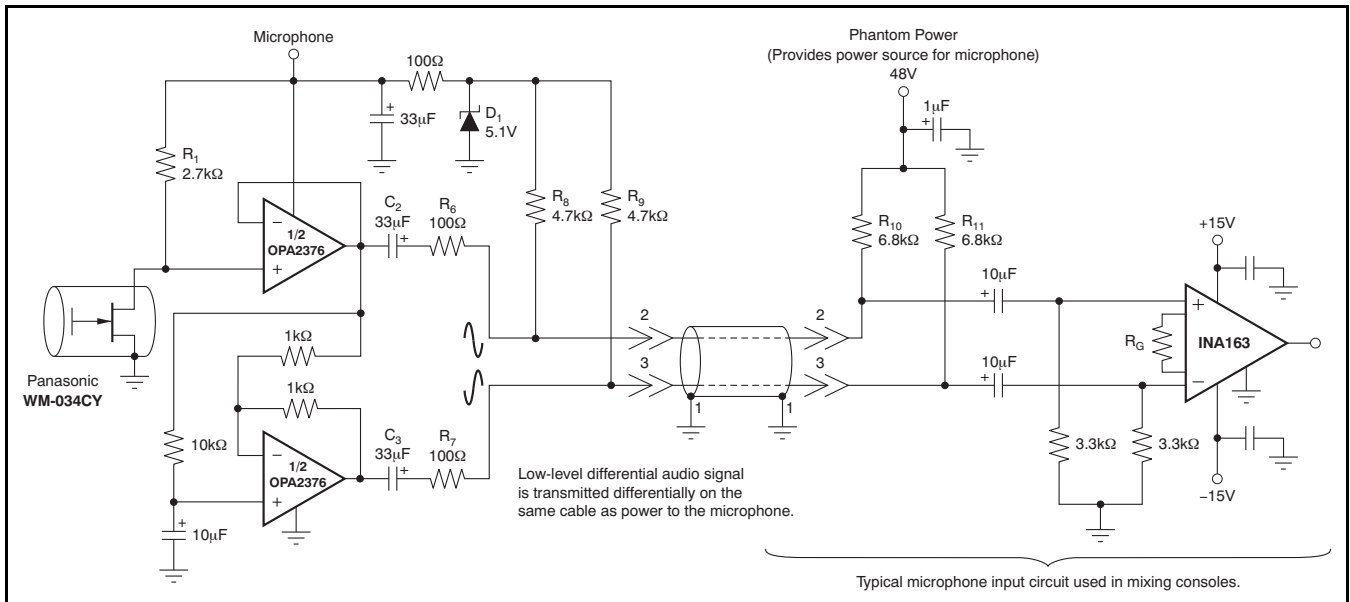 Microphone
100Ω
+
33μF
D1
5.1V
R1
2.7kΩ
−
1/2
OPA2376
+
C2
33μF
+
R6
100Ω
R8
4.7kΩ
R9
4.7kΩ
Panasonic
WM-034CY
1kΩ
1kΩ
10kΩ
+
10μF
−
1/2
OPA2376
+
C3
33μF
+
R7
100Ω
2
2
3
3
1
1
Low-level differential audio signal
is transmitted differentially on the
same cable as power to the microphone.
Phantom Power
(Provides power source for microphone)
48V
1μF
+
R10
6.8kΩ
R11
6.8kΩ
10μF
+
10μF
+
+15V
+
RG
INA163
−
3.3kΩ
3.3kΩ
−15V
Typical microphone input circuit used in mixing consoles.